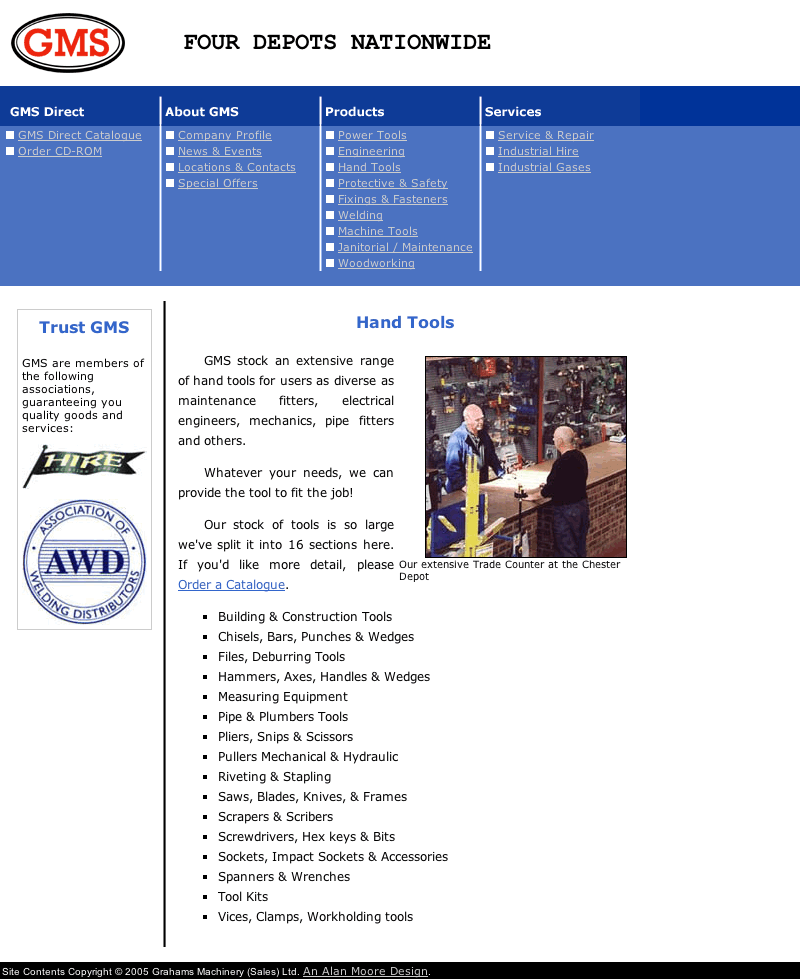 GMS
FOUR DEPOTS NATIONWIDE
GMS Direct
GMS Direct Catalogue
Order CD-ROM
About GMS
Company Profile
News & Events
Locations & Contacts
Special Offers
Products
Power Tools
Engineering
Hand Tools
Protective & Safety
Fixings & Fasteners
Welding
Machine Tools
Janitorial / Maintenance
Woodworking
Services
Service & Repair
Industrial Hire
Industrial Gases
Trust GMS
GMS are members of
the following
associations,
guaranteeing you
quality goods and
services:
HIRE
ASSOCIATION OF
AWD
WELDING DISTRIBUTORS
Hand Tools
GMS stock an extensive range
of hand tools for users as diverse as
maintenance fitters, electrical
engineers, mechanics, pipe fitters
and others.
Whatever your needs, we can
provide the tool to fit the job!
Our stock of tools is so large
we've split it into 16 sections here.
If you'd like more detail, please
Order a Catalogue.
Our extensive Trade Counter at the Chester
Depot
Building & Construction Tools
Chisels, Bars, Punches & Wedges
Files, Deburring Tools
Hammers, Axes, Handles & Wedges
Measuring Equipment
Pipe & Plumbers Tools
Pliers, Snips & Scissors
Pullers Mechanical & Hydraulic
Riveting & Stapling
Saws, Blades, Knives, & Frames
Scrapers & Scribers
Screwdrivers, Hex keys & Bits
Sockets, Impact Sockets & Accessories
Spanners & Wrenches
Tool Kits
Vices, Clamps, Workholding tools
Site Contents Copyright © 2005 Grahams Machinery (Sales) Ltd. An Alan Moore Design.